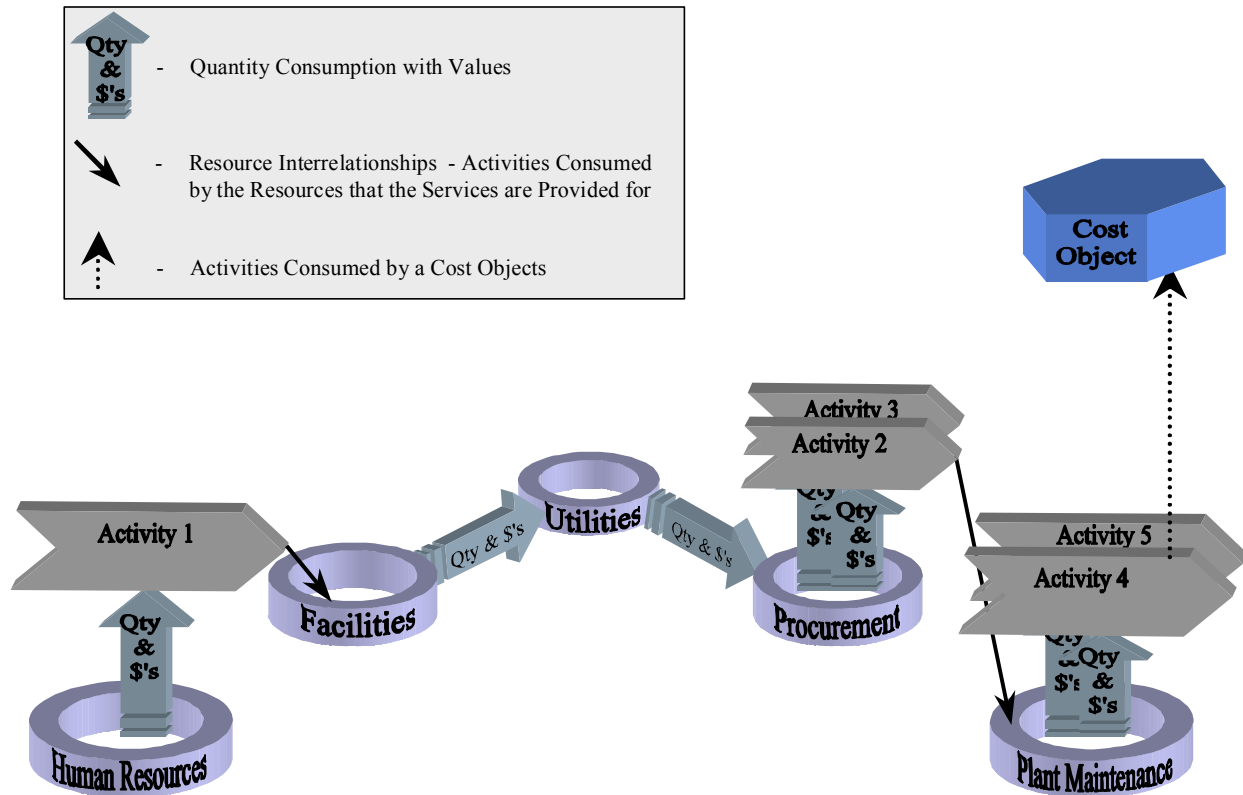 Qty
&
$'s
- Quantity Consumption with Values
- Resource Interrelationships - Activities Consumed
by the Resources that the Services are Provided for
- Activities Consumed by a Cost Objects
Cost
Object
Activity 3
Activity 2
Activity 1
Utilities
Qty & $'s
Qty & $'s
Qty
&
$'s
Qty
&
$'s
Activity 5
Activity 4
Facilities
Procurement
Qty
&
$'s
Qty
&
$'s
Qty
&
$'s
Human Resources
Plant Maintenance